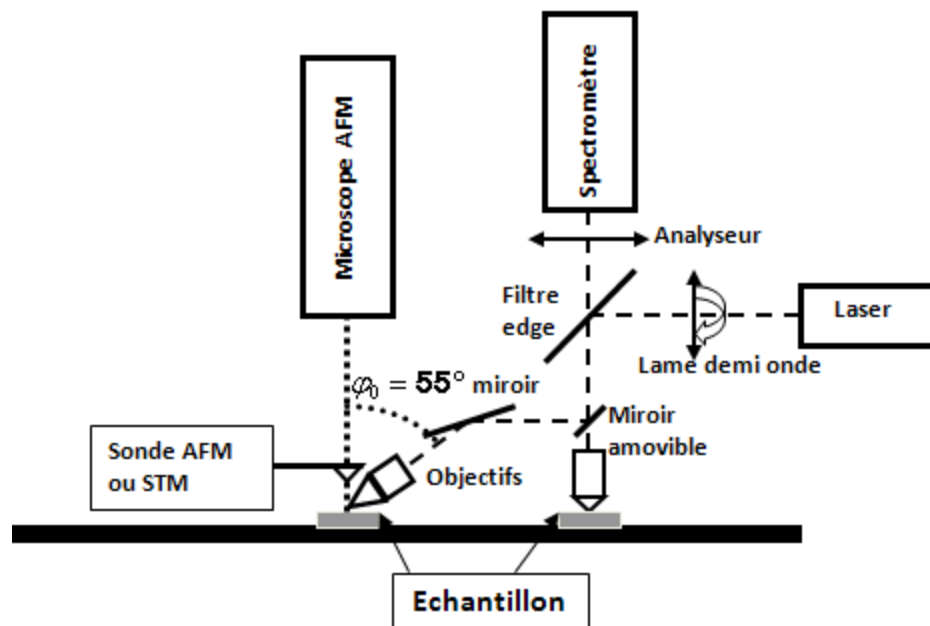 Microscope AFM
Spectromètre
Analyseur
Filtre
edge
Laser
Lame demi onde
φ₀ = 55° miroir
Miroir
amovible
Sonde AFM
ou STM
Objectifs
Echantillon